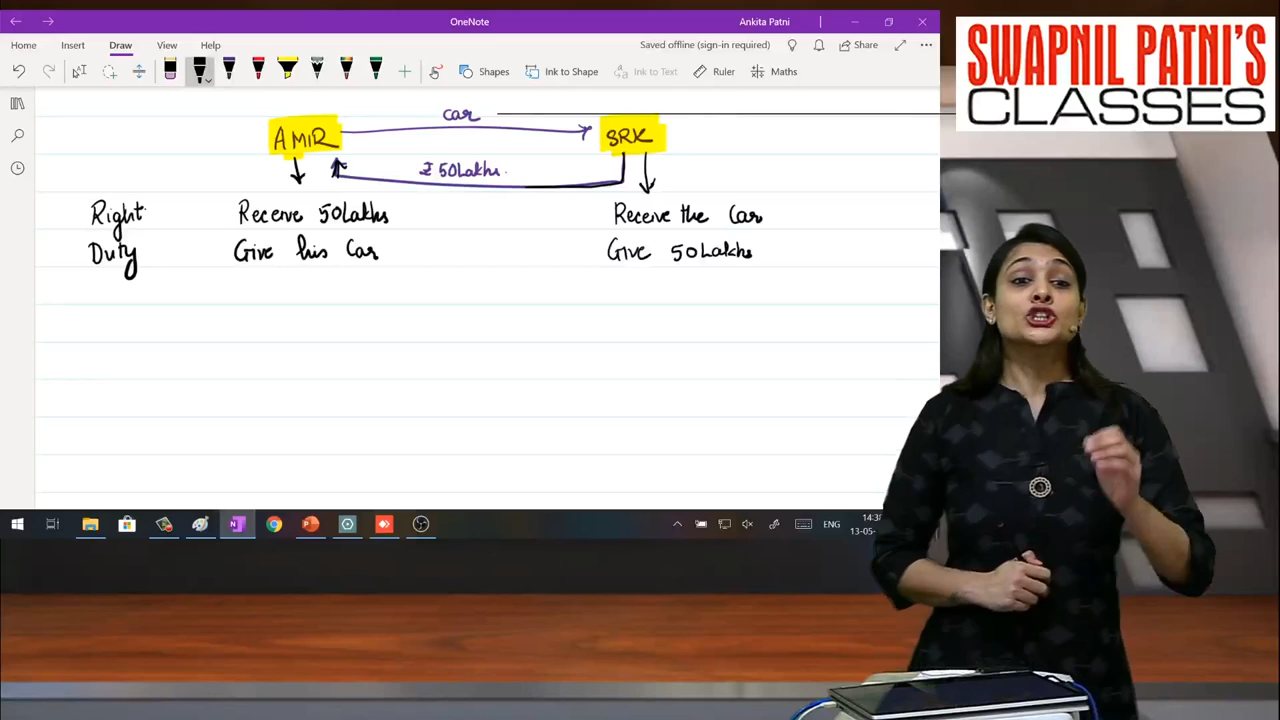 OneNote
Ankita Patni
Home Insert Draw View Help
Saved offline (sign-in required)
Share
Shapes
Ink to Shape
Ink to Text
Ruler
Maths
SWAPNIL PATNI'S
CLASSES
car
AMIR
SRK
₹ 50Lakhs.
Right Receive 50Lakhs Receive the Car
Duty Give his Car Give 50Lakhs
ENG
13-05-